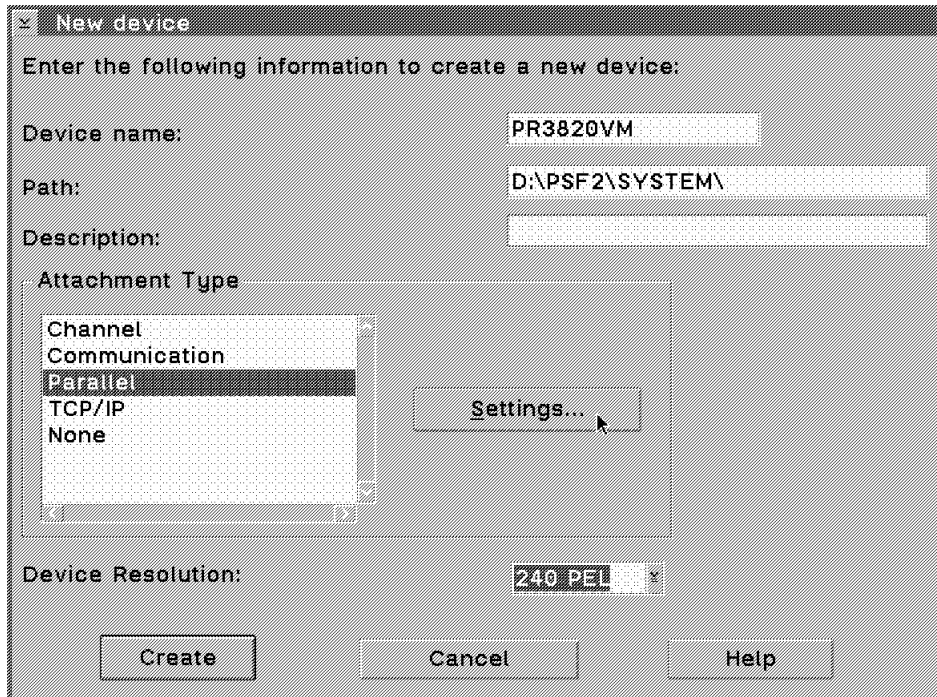 New device
Enter the following information to create a new device:
Device name: PR3820VM
Path: D:\PSF2\SYSTEM\
Description:
Attachment Type
Channel
Communication
Parallel
TCP/IP
None
Settings...
Device Resolution: 240 PEL
Create Cancel Help